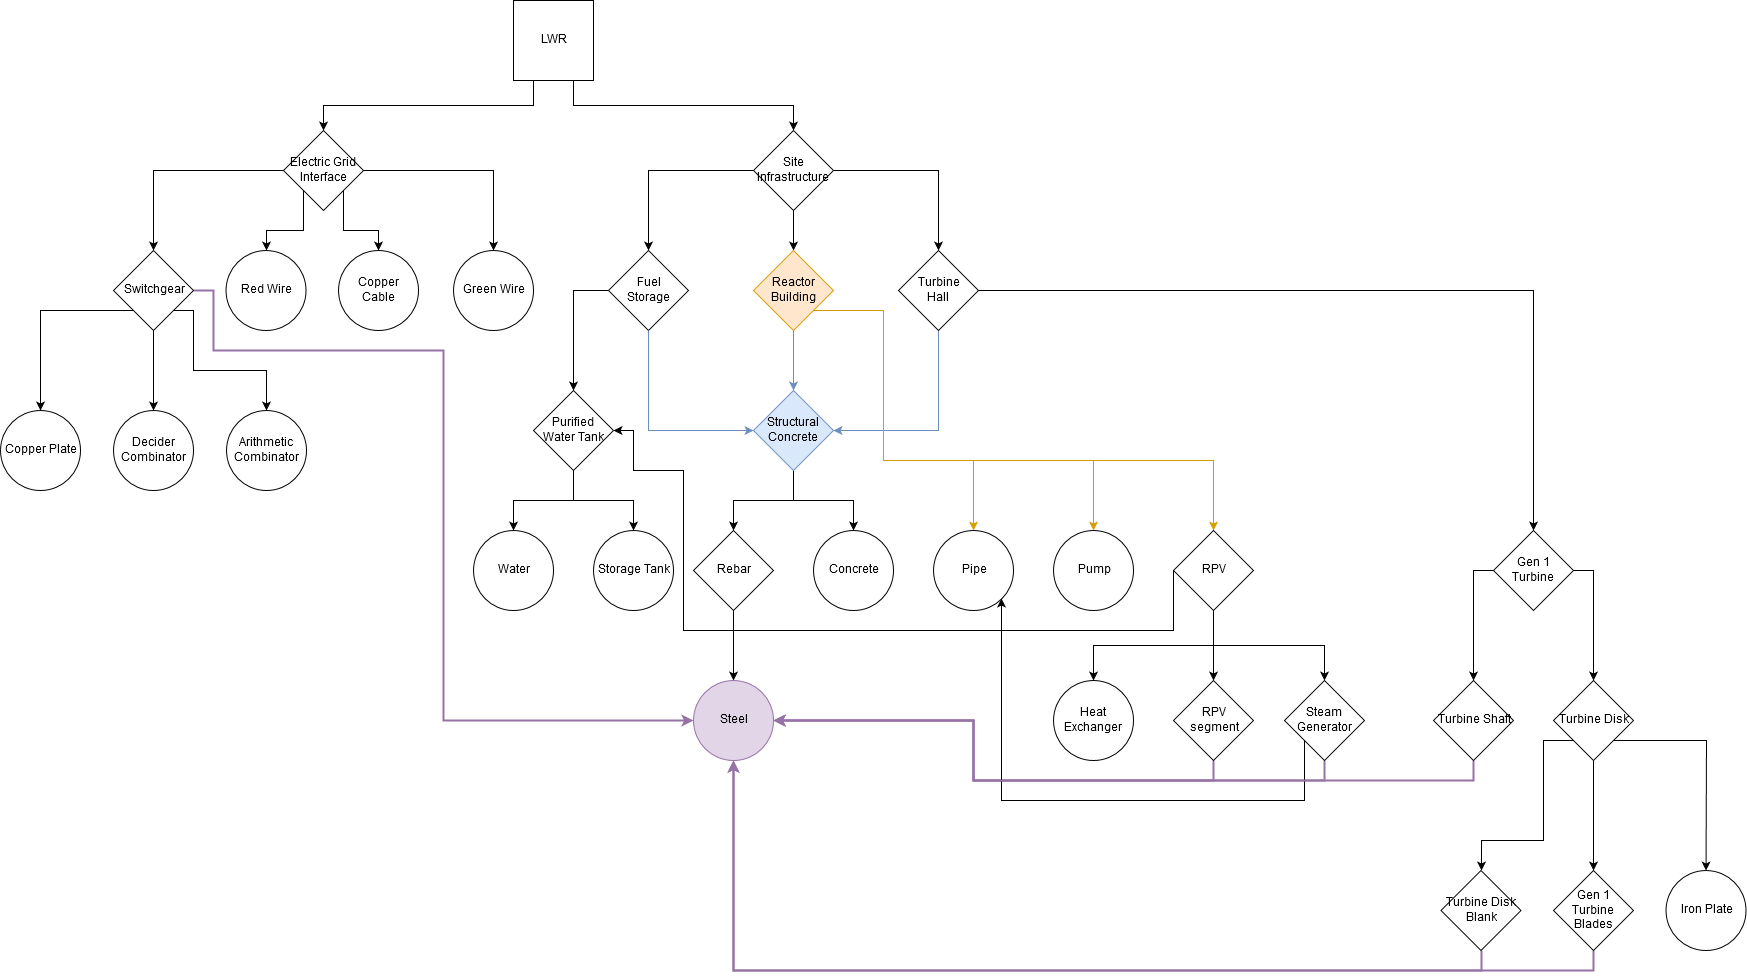 LWR
Electric Grid
Interface
Site
Infrastructure
Switchgear
Red Wire
Copper
Cable
Green Wire
Fuel
Storage
Reactor
Building
Turbine
Hall
Copper Plate
Decider
Combinator
Arithmetic
Combinator
Purified
Water Tank
Structural
Concrete
Water
Storage Tank
Rebar
Concrete
Pipe
Pump
RPV
Gen 1
Turbine
Steel
Heat
Exchanger
RPV
segment
Steam
Generator
Turbine Shaft
Turbine Disk
Turbine Disk
Blank
Gen 1
Turbine
Blades
Iron Plate